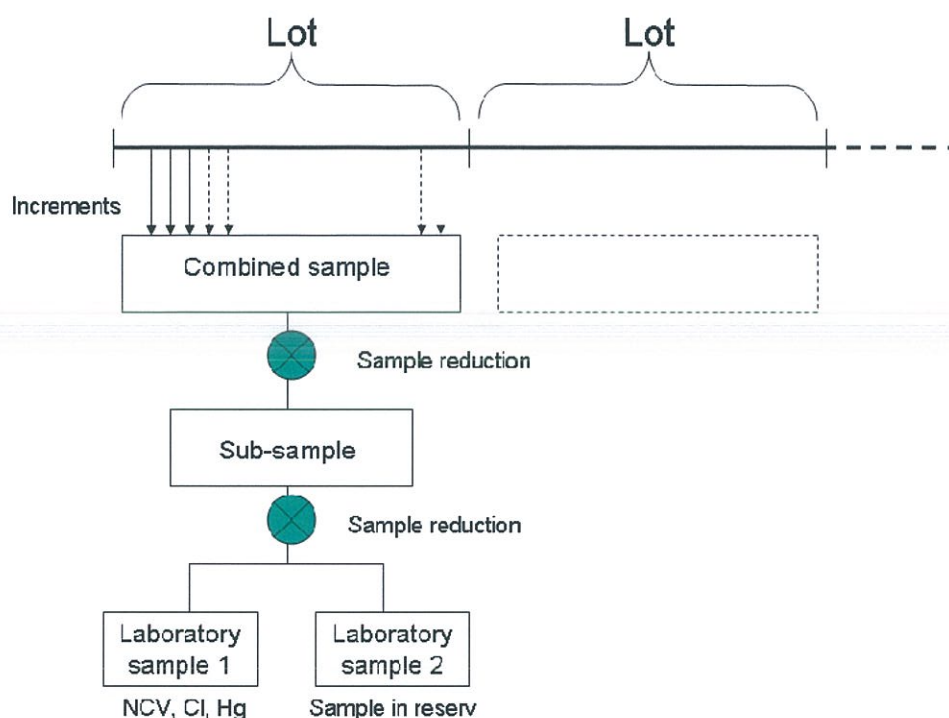 Lot Lot
Increments
Combined sample
Sample reduction
Sub-sample
Sample reduction
Laboratory
sample 1
Laboratory
sample 2
NCV, Cl, Hg
Sample in reserv